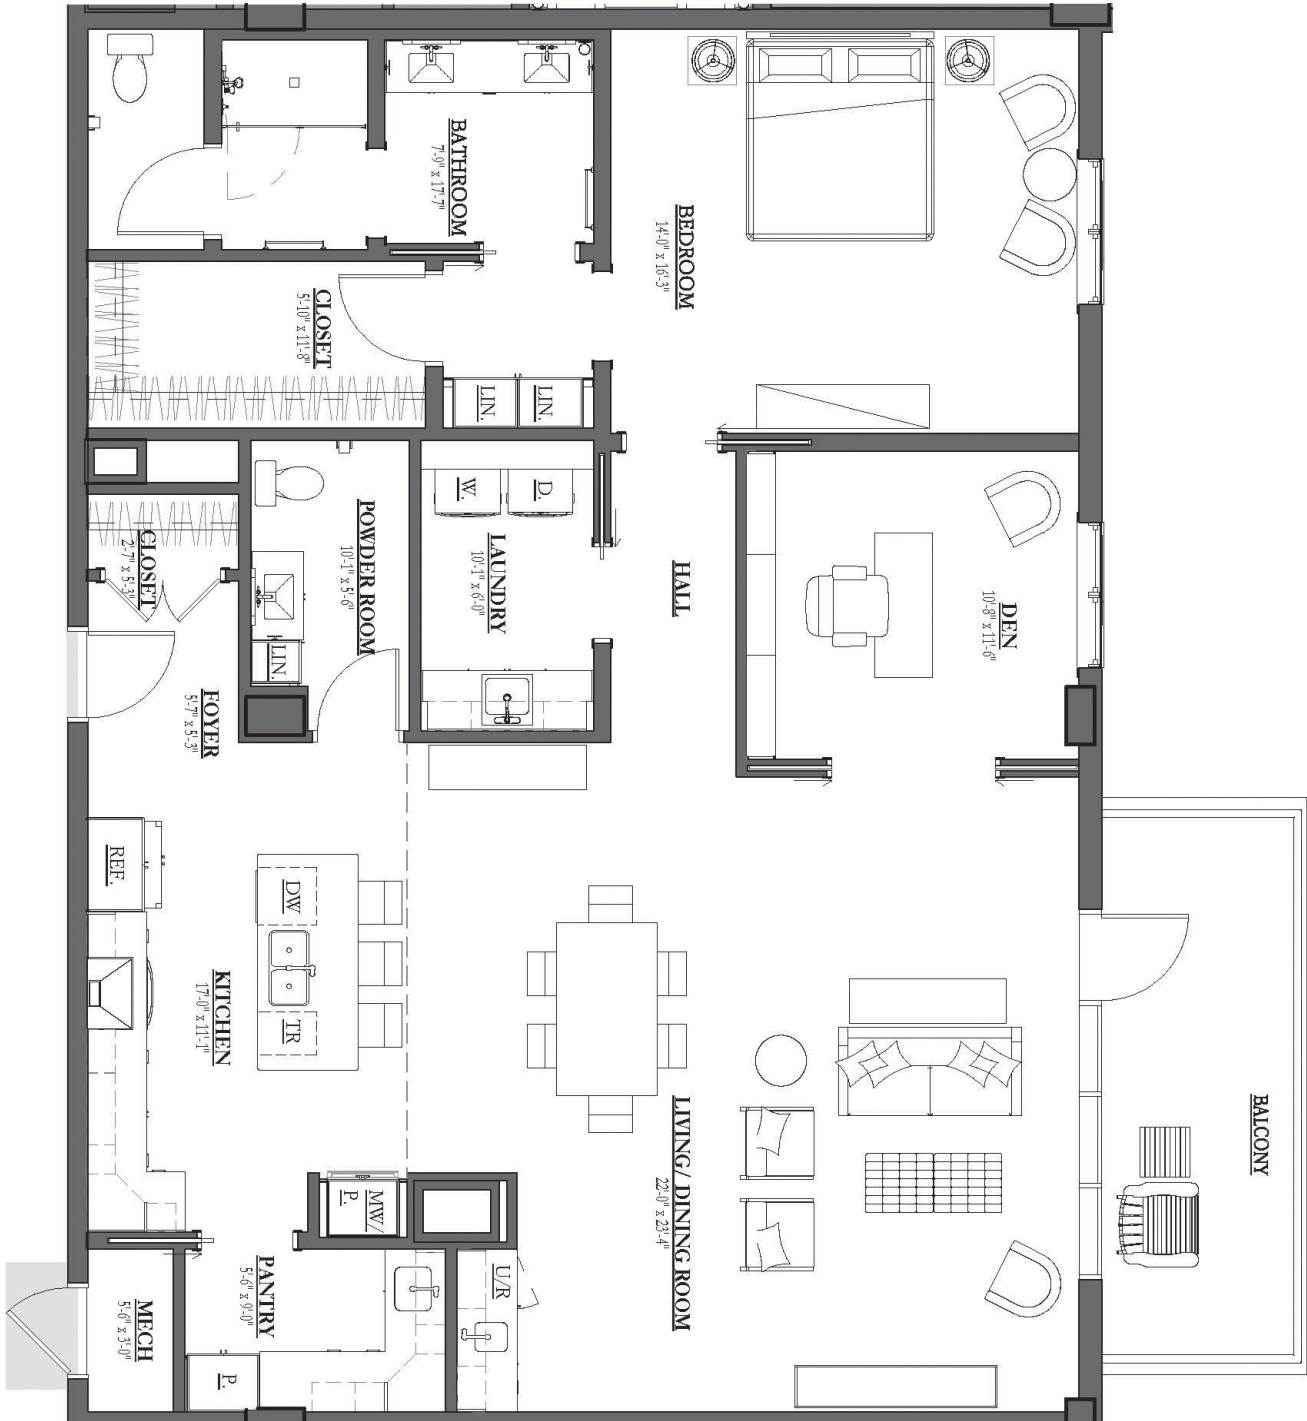 BATHROOM
7'-9" x 17'-7"
BEDROOM
14'-0" x 16'-3"
CLOSET
5'-10" x 11'-8"
LIN.
LIN.
W.
D.
LAUNDRY
10'-1" x 6'-0"
POWDER ROOM
10'-1" x 5'-6"
LIN.
CLOSET
2'-7" x 5'-3"
HALL
DEN
10'-8" x 11'-6"
FOYER
5'-7" x 5'-3"
REF.
DW
TR
KITCHEN
17'-0" x 11'-1"
LIVING/ DINING ROOM
22'-0" x 23'-4"
BALCONY
MW/
P.
U/R
PANTRY
5'-6" x 9'-0"
P.
MECH
5'-6" x 3'-0"